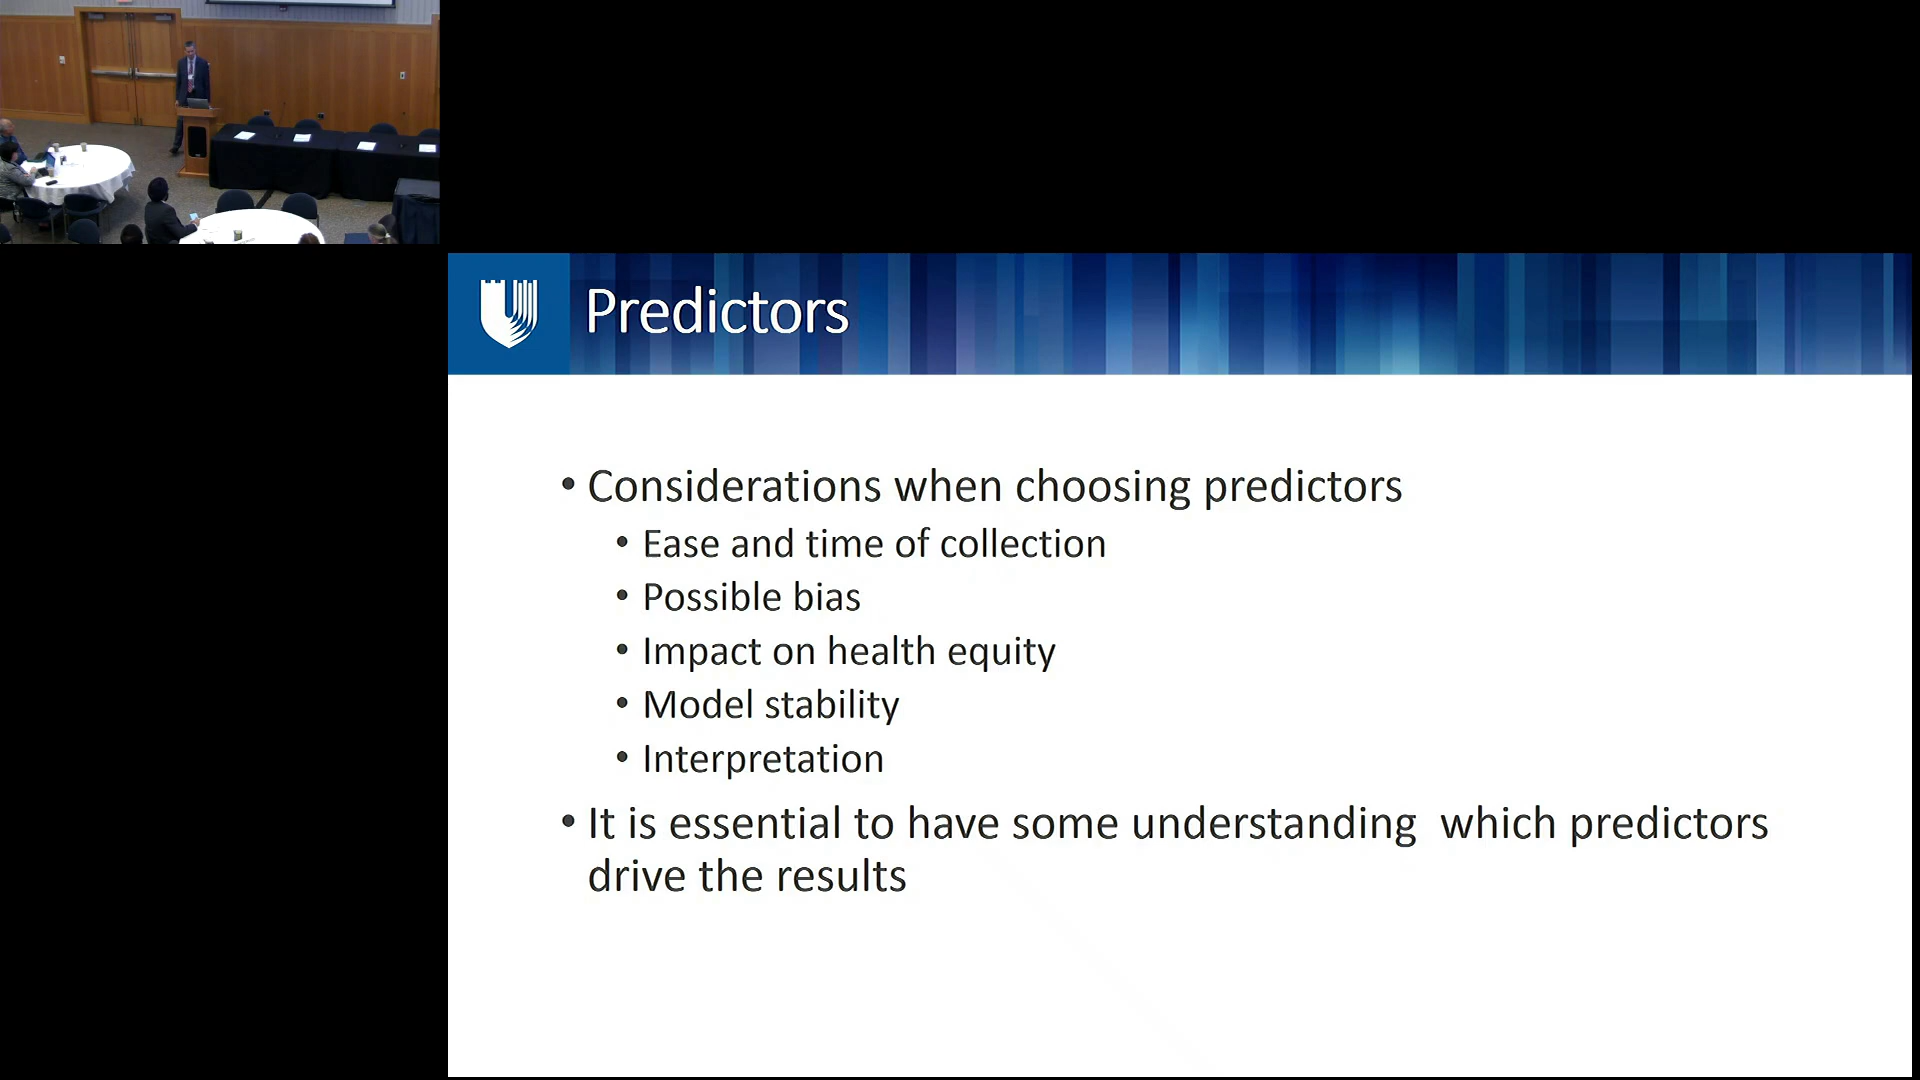 Predictors
• Considerations when choosing predictors
• Ease and time of collection
• Possible bias
• Impact on health equity
• Model stability
• Interpretation
• It is essential to have some understanding  which predictors
drive the results